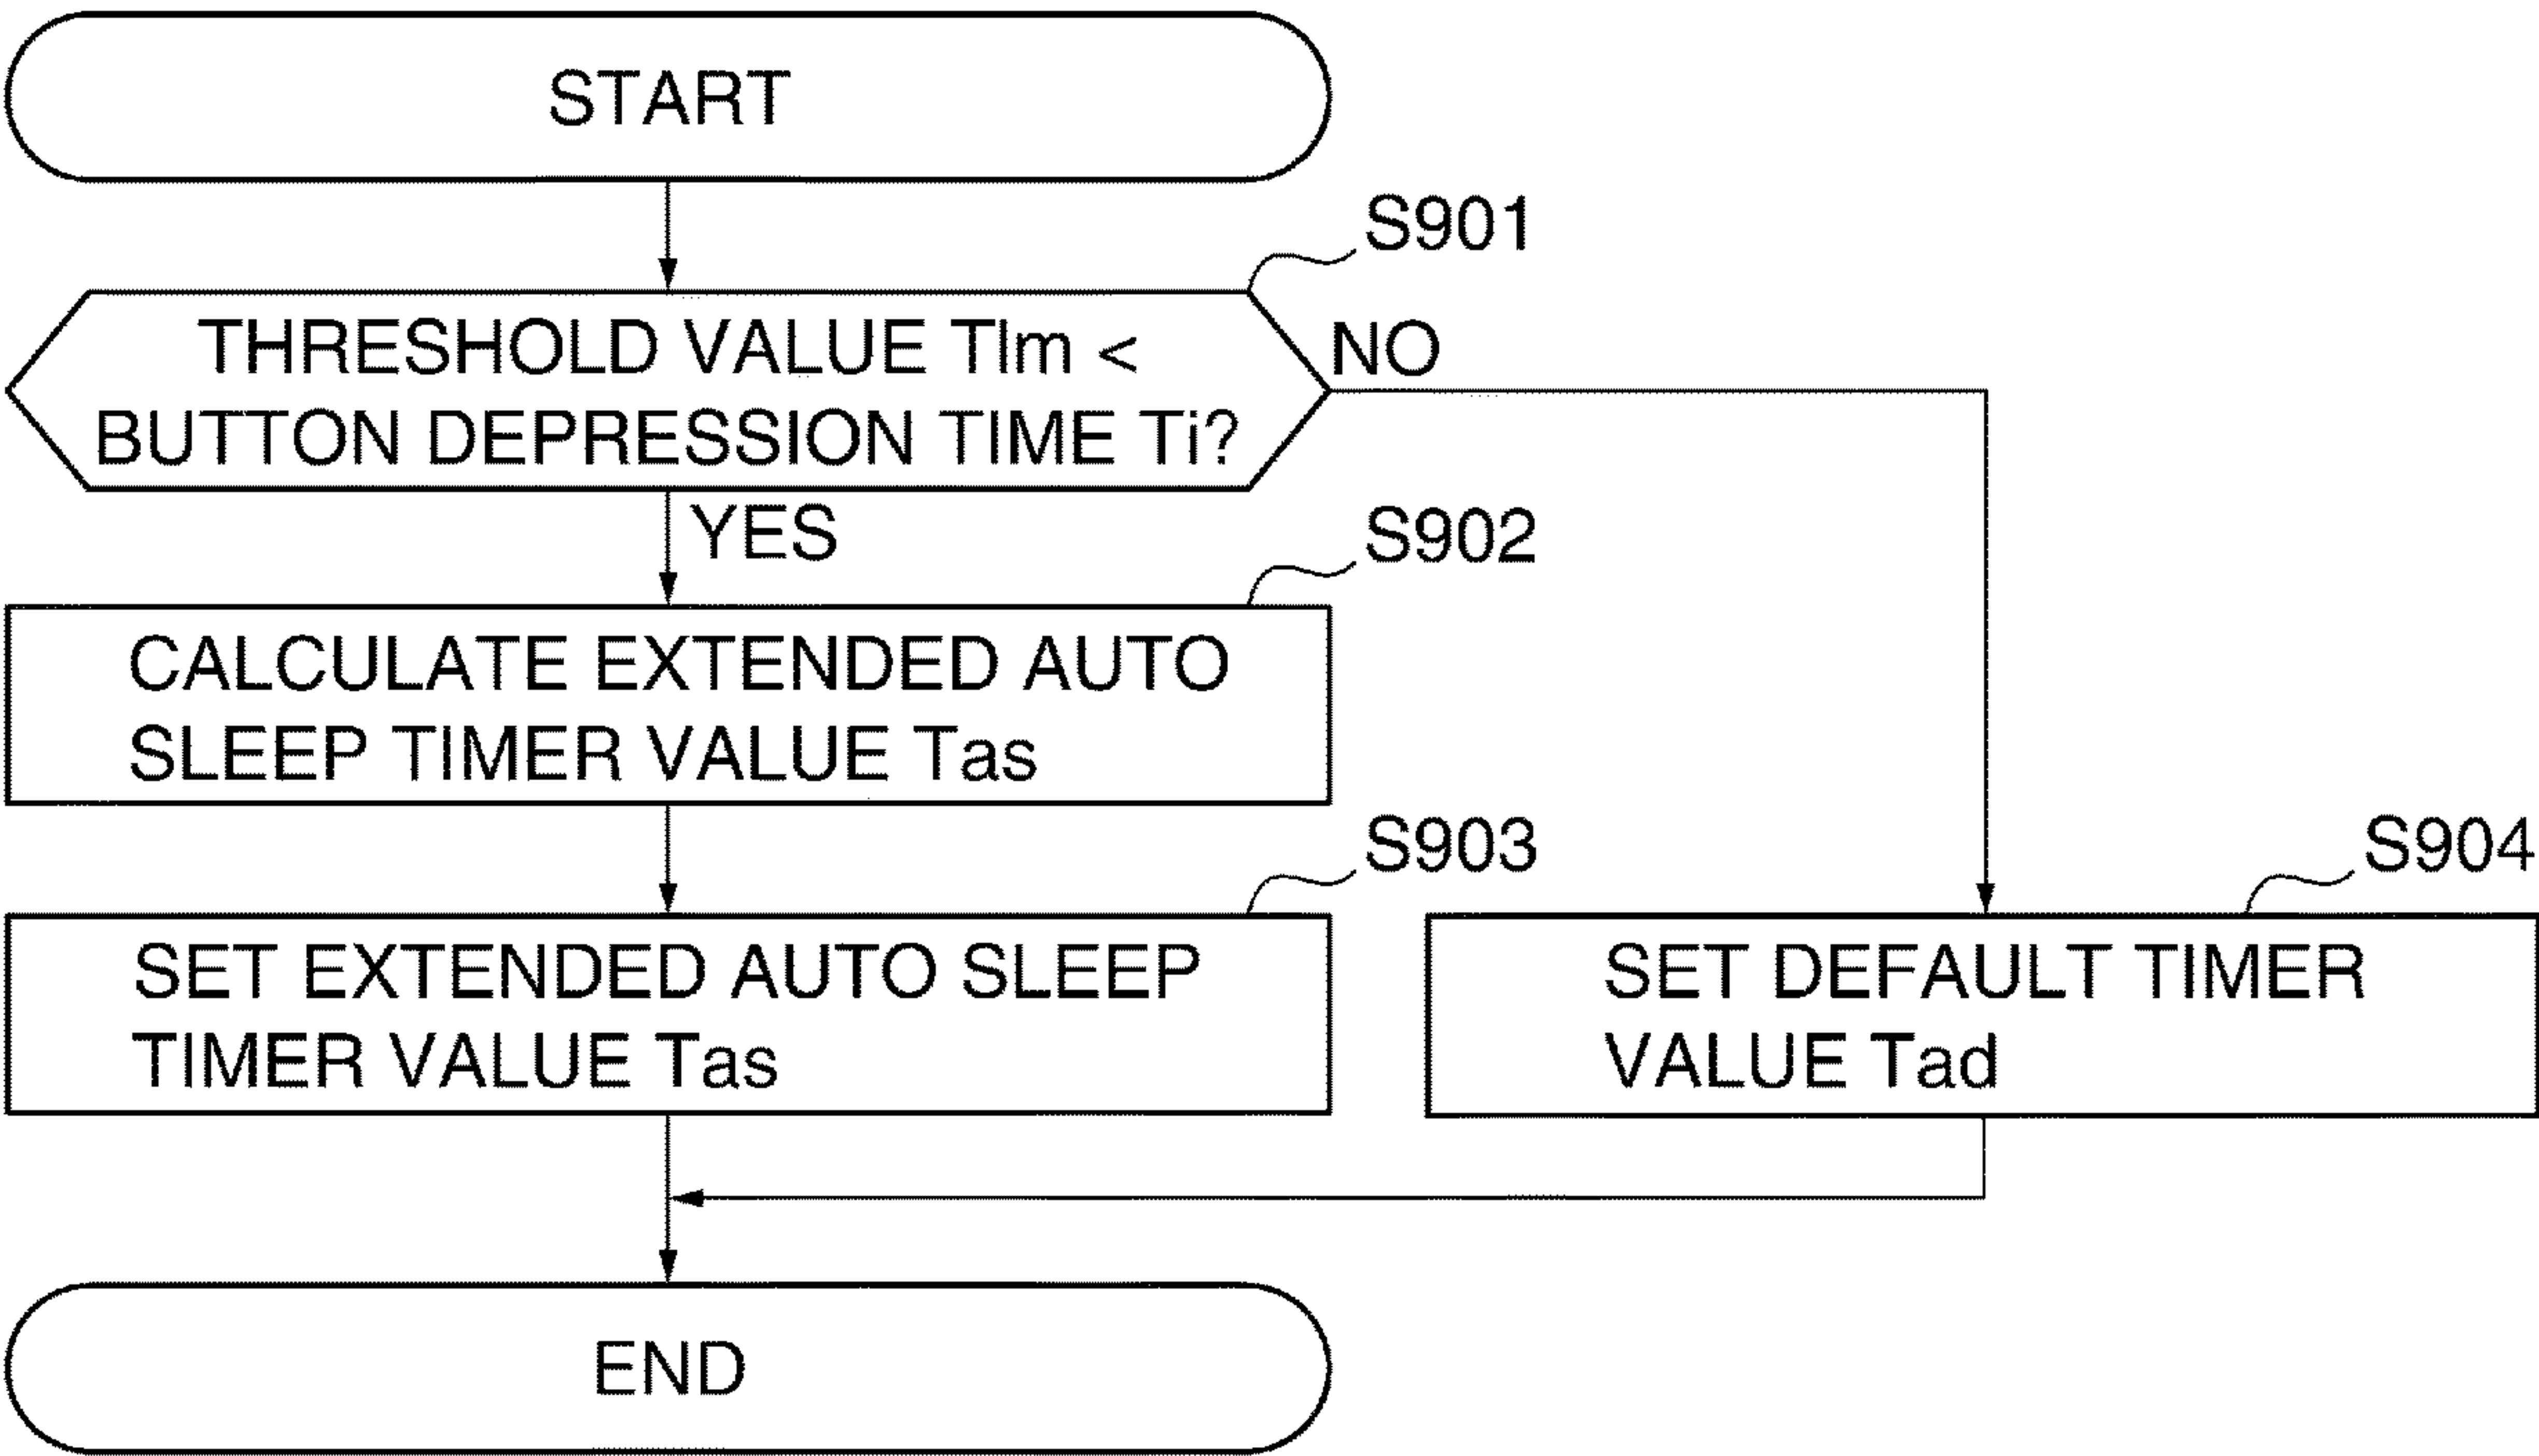 START
S901
THRESHOLD VALUE Tlm <
BUTTON DEPRESSION TIME Ti?
NO
YES
S902
CALCULATE EXTENDED AUTO
SLEEP TIMER VALUE Tas
S903
SET EXTENDED AUTO SLEEP
TIMER VALUE Tas
S904
SET DEFAULT TIMER
VALUE Tad
END